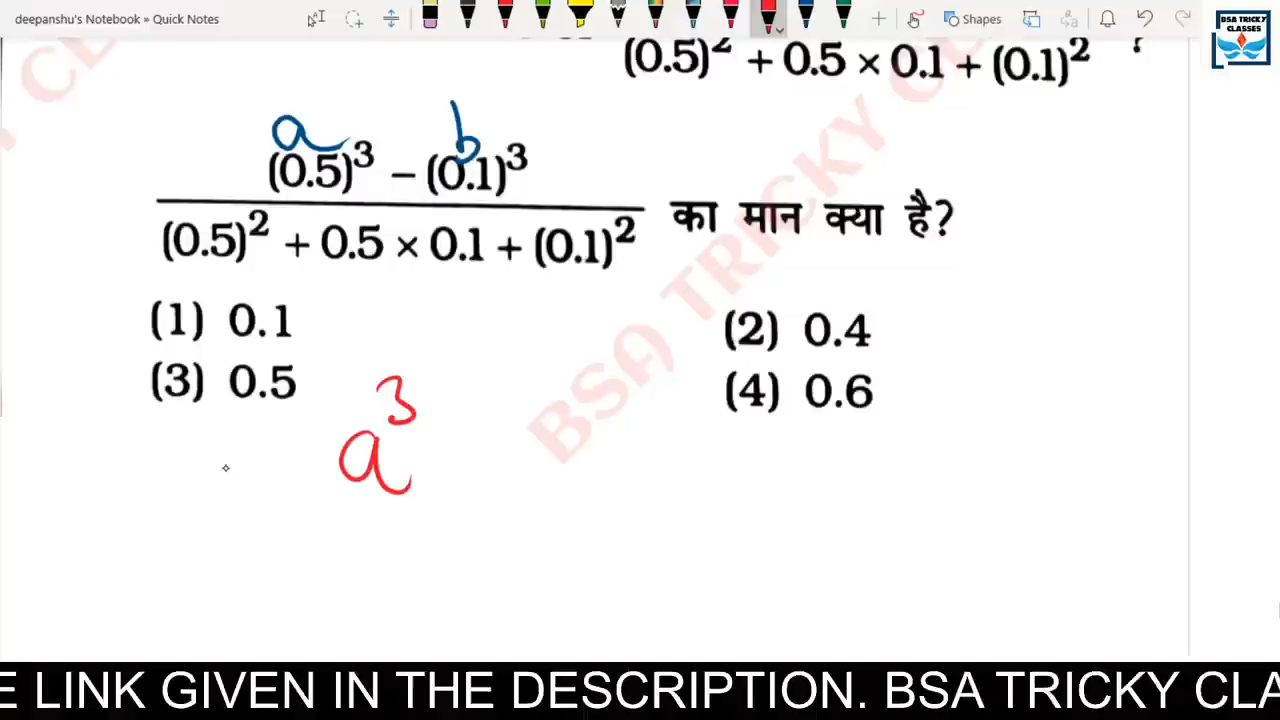 deepanshu's Notebook » Quick Notes
Shapes
BSA TRICKY CLASSES
(0.5)² + 0.5 × 0.1 + (0.1)² ?
a b
(0.5)³ − (0.1)³
(0.5)² + 0.5 × 0.1 + (0.1)² का मान क्या है?
(1) 0.1 (2) 0.4
(3) 0.5 (4) 0.6
a³
BSA TRICKY
E LINK GIVEN IN THE DESCRIPTION. BSA TRICKY CLA